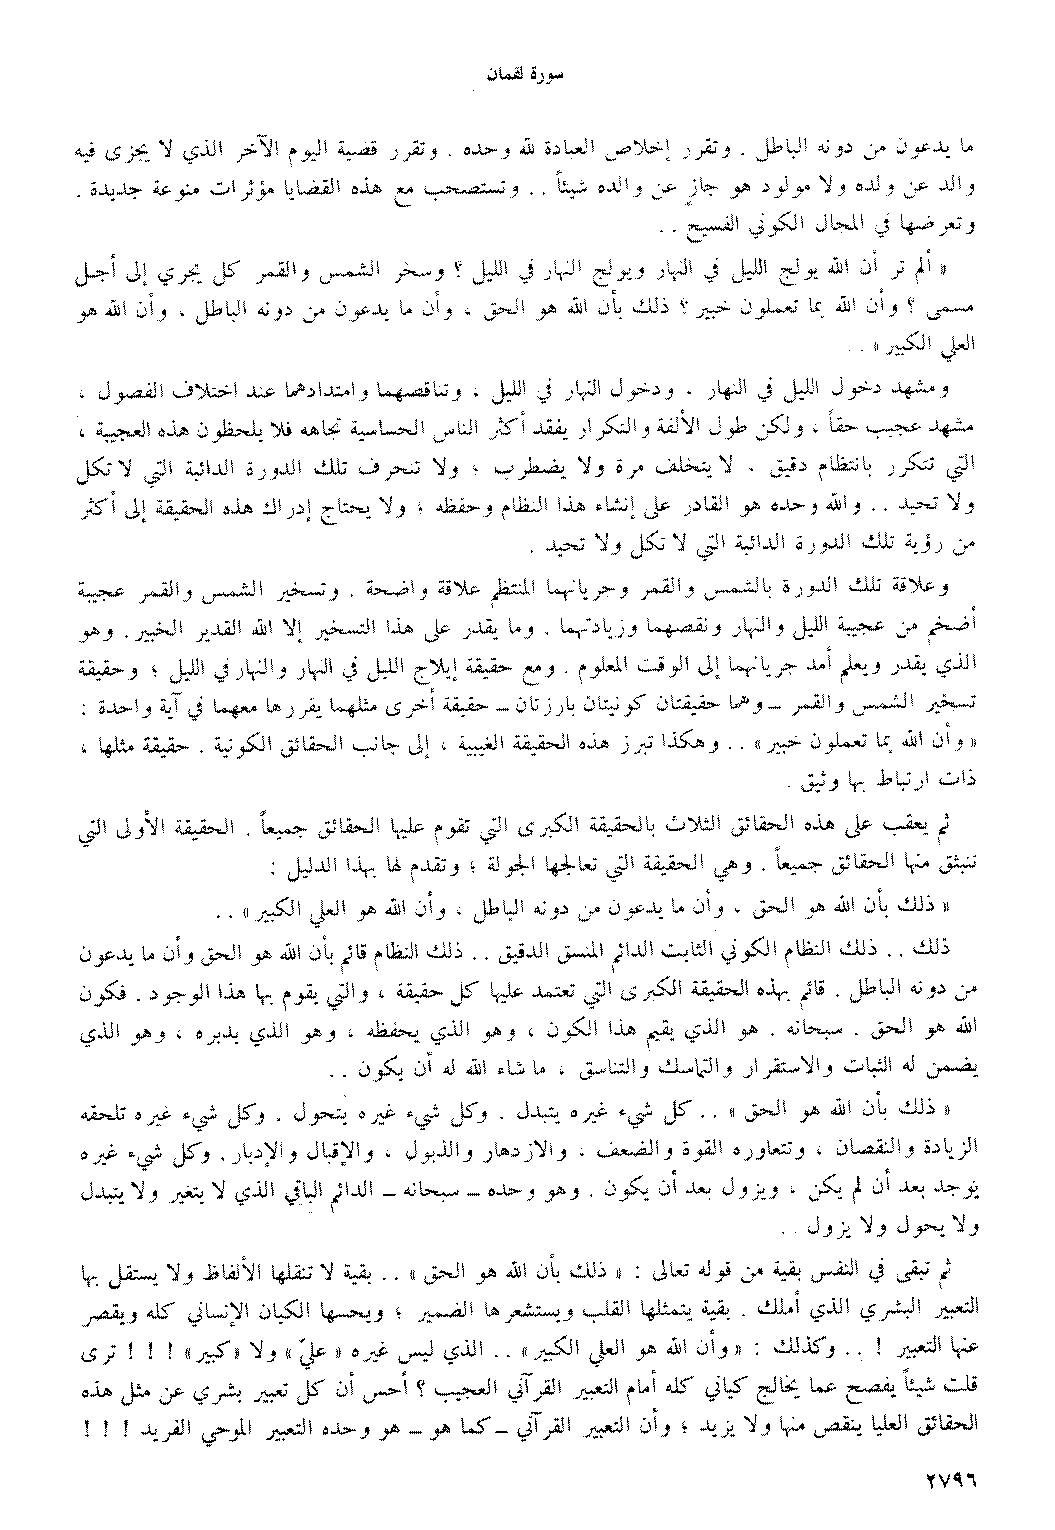 سورة لقمان
ما يدعون من دونه الباطل . وتقرر إخلاص العبادة لله وحده . وتقرر قضية اليوم الآخر الذي لا يجزى فيه
والد عن ولده ولا مولود هو جاز عن والده شيئاً .. وتستصحب مع هذه القضايا مؤثرات منوعة جديدة .
وتعرضها في المجال الكوني الفسيح ..
« ألم تر أن الله يولج الليل في النهار ويولج النهار في الليل ؟ وسخر الشمس والقمر كل يجري إلى أجل
مسمى ؟ وأن الله بما تعملون خبير ؟ ذلك بأن الله هو الحق ، وأن ما يدعون من دونه الباطل ، وأن الله هو
العلي الكبير » ..
ومشهد دخول الليل في النهار . ودخول النهار في الليل ، وتناقصهما وامتدادهما عند اختلاف الفصول ،
مشهد عجيب حقاً ، ولكن طول الألفة والتكرار يفقد أكثر الناس الحساسية تجاهه فلا يلحظون هذه العجيبة ،
التي تتكرر بانتظام دقيق . لا يتخلف مرة ولا يضطرب ، ولا تنحرف تلك الدورة الدائبة التي لا تكل
ولا تحيد .. والله وحده هو القادر على إنشاء هذا النظام وحفظه ؛ ولا يحتاج إدراك هذه الحقيقة إلى أكثر
من رؤية تلك الدورة الدائبة التي لا تكل ولا تحيد .
وعلاقة تلك الدورة بالشمس والقمر وجريانهما المنتظم علاقة واضحة . وتسخير الشمس والقمر عجيبة
أضخم من عجيبة الليل والنهار ونقصهما وزيادتهما . وما يقدر على هذا التسخير إلا الله القدير الخبير . وهو
الذي يقدر ويعلم أمد جريانهما إلى الوقت المعلوم . ومع حقيقة إيلاج الليل في النهار والنهار في الليل ؛ وحقيقة
تسخير الشمس والقمر – وهما حقيقتان كونيتان بارزتان – حقيقة أخرى مثلهما يقررها معهما في آية واحدة :
« وأن الله بما تعملون خبير » .. وهكذا تبرز هذه الحقيقة الغيبية ، إلى جانب الحقائق الكونية . حقيقة مثلها ،
ذات ارتباط بها وثيق .
ثم يعقب على هذه الحقائق الثلاث بالحقيقة الكبرى التي تقوم عليها الحقائق جميعاً . الحقيقة الأولى التي
تنبثق منها الحقائق جميعاً . وهي الحقيقة التي تعالجها الجولة ؛ وتقدم لها بهذا الدليل :
« ذلك بأن الله هو الحق ، وأن ما يدعون من دونه الباطل ، وأن الله هو العلي الكبير » ..
ذلك .. ذلك النظام الكوني الثابت الدائم المنسق الدقيق .. ذلك النظام قائم بأن الله هو الحق وأن ما يدعون
من دونه الباطل . قائم بهذه الحقيقة الكبرى التي تعتمد عليها كل حقيقة ، والتي يقوم بها هذا الوجود . فكون
الله هو الحق . سبحانه . هو الذي يقيم هذا الكون ، وهو الذي يحفظه ، وهو الذي يدبره ، وهو الذي
يضمن له الثبات والاستقرار والتماسك والتناسق ، ما شاء الله له أن يكون ..
« ذلك بأن الله هو الحق » .. كل شيء غيره يتبدل . وكل شيء غيره يتحول . وكل شيء غيره تلحقه
الزيادة والنقصان ، وتتعاوره القوة والضعف ، والازدهار والذبول ، والإقبال والإدبار . وكل شيء غيره
يوجد بعد أن لم يكن ، ويزول بعد أن يكون . وهو وحده – سبحانه – الدائم الباقي الذي لا يتغير ولا يتبدل
ولا يحول ولا يزول ..
ثم تبقى في النفس بقية من قوله تعالى : « ذلك بأن الله هو الحق » .. بقية لا تنقلها الألفاظ ولا يستقل بها
التعبير البشري الذي أملك . بقية يتمثلها القلب ويستشعرها الضمير ؛ ويحسها الكيان الإنساني كله ويقصر
عنها التعبير ! .. وكذلك : « وأن الله هو العلي الكبير » .. الذي ليس غيره « عليّ » ولا « كبير » ! ! ! ترى
قلت شيئاً يفصح عما يخالج كياني كله أمام التعبير القرآني العجيب ؟ أحس أن كل تعبير بشري عن مثل هذه
الحقائق العليا ينقص منها ولا يزيد ؛ وأن التعبير القرآني – كما هو – هو وحده التعبير الموحي الفريد ! ! !
٢٧٩٦